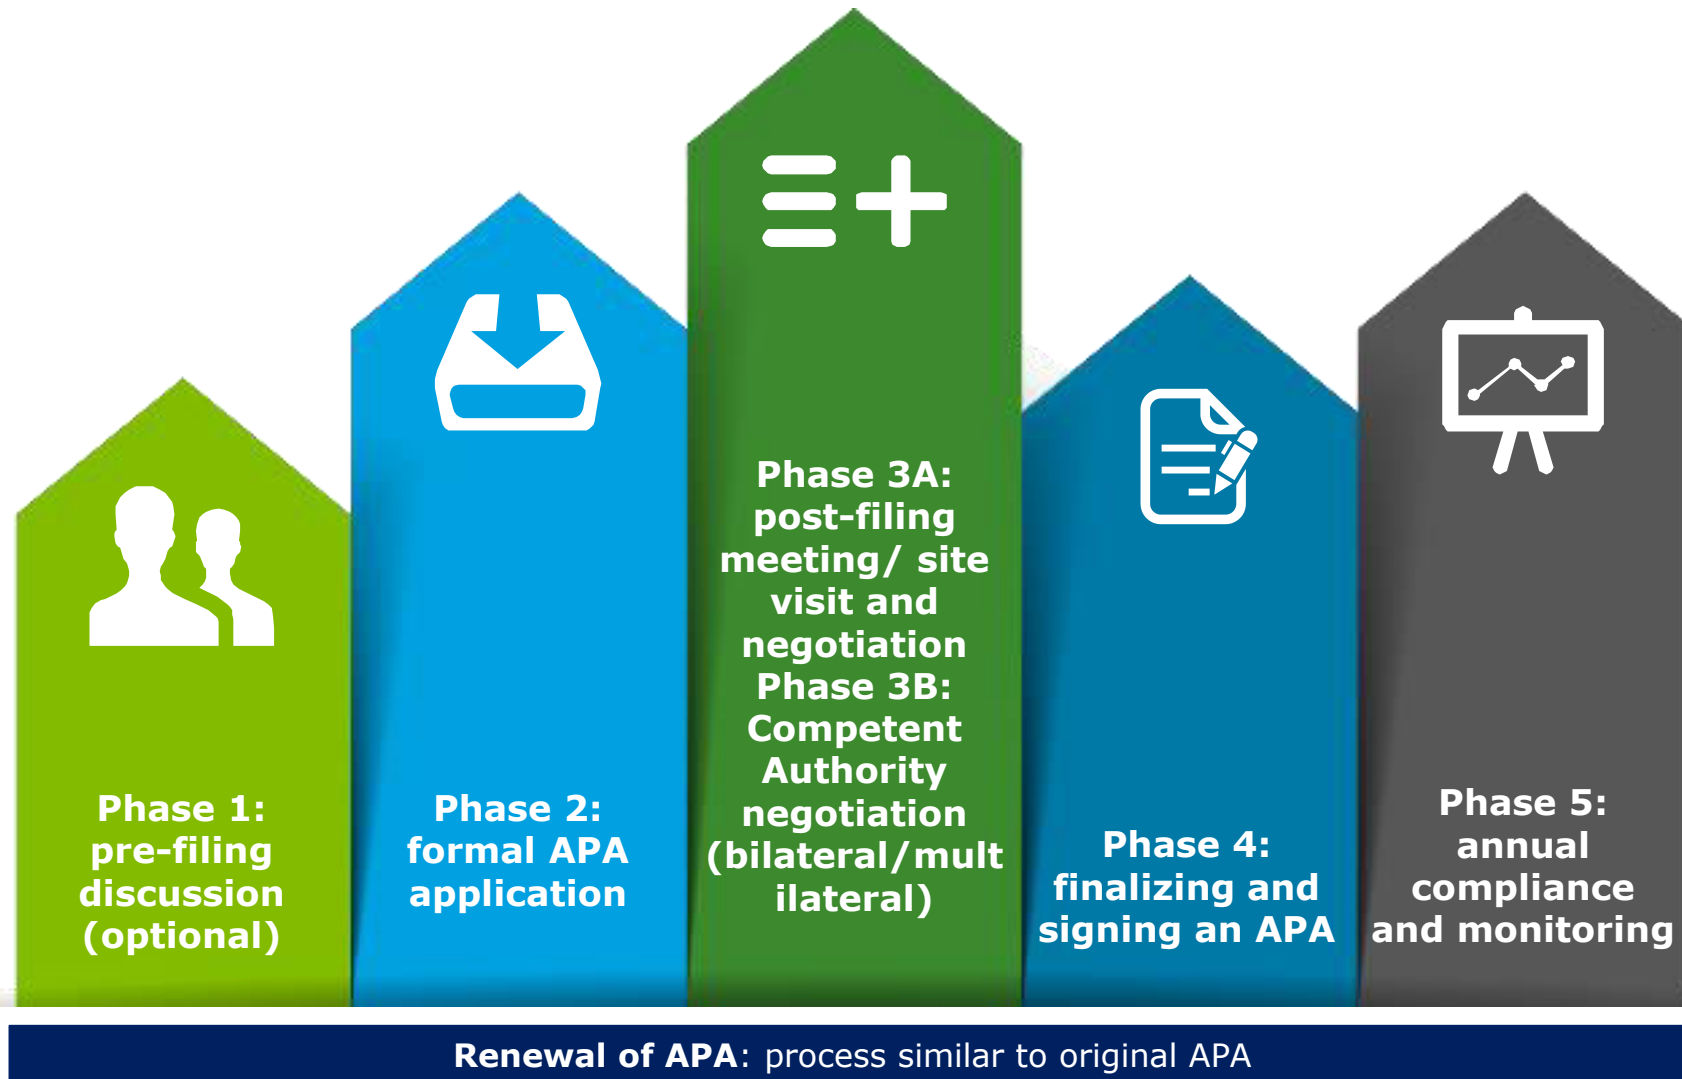 Phase 1:
pre-filing
discussion
(optional)
Phase 2:
formal APA
application
Phase 3A:
post-filing
meeting/ site
visit and
negotiation
Phase 3B:
Competent
Authority
negotiation
(bilateral/mult
ilateral)
Phase 4:
finalizing and
signing an APA
Phase 5:
annual
compliance
and monitoring
Renewal of APA: process similar to original APA